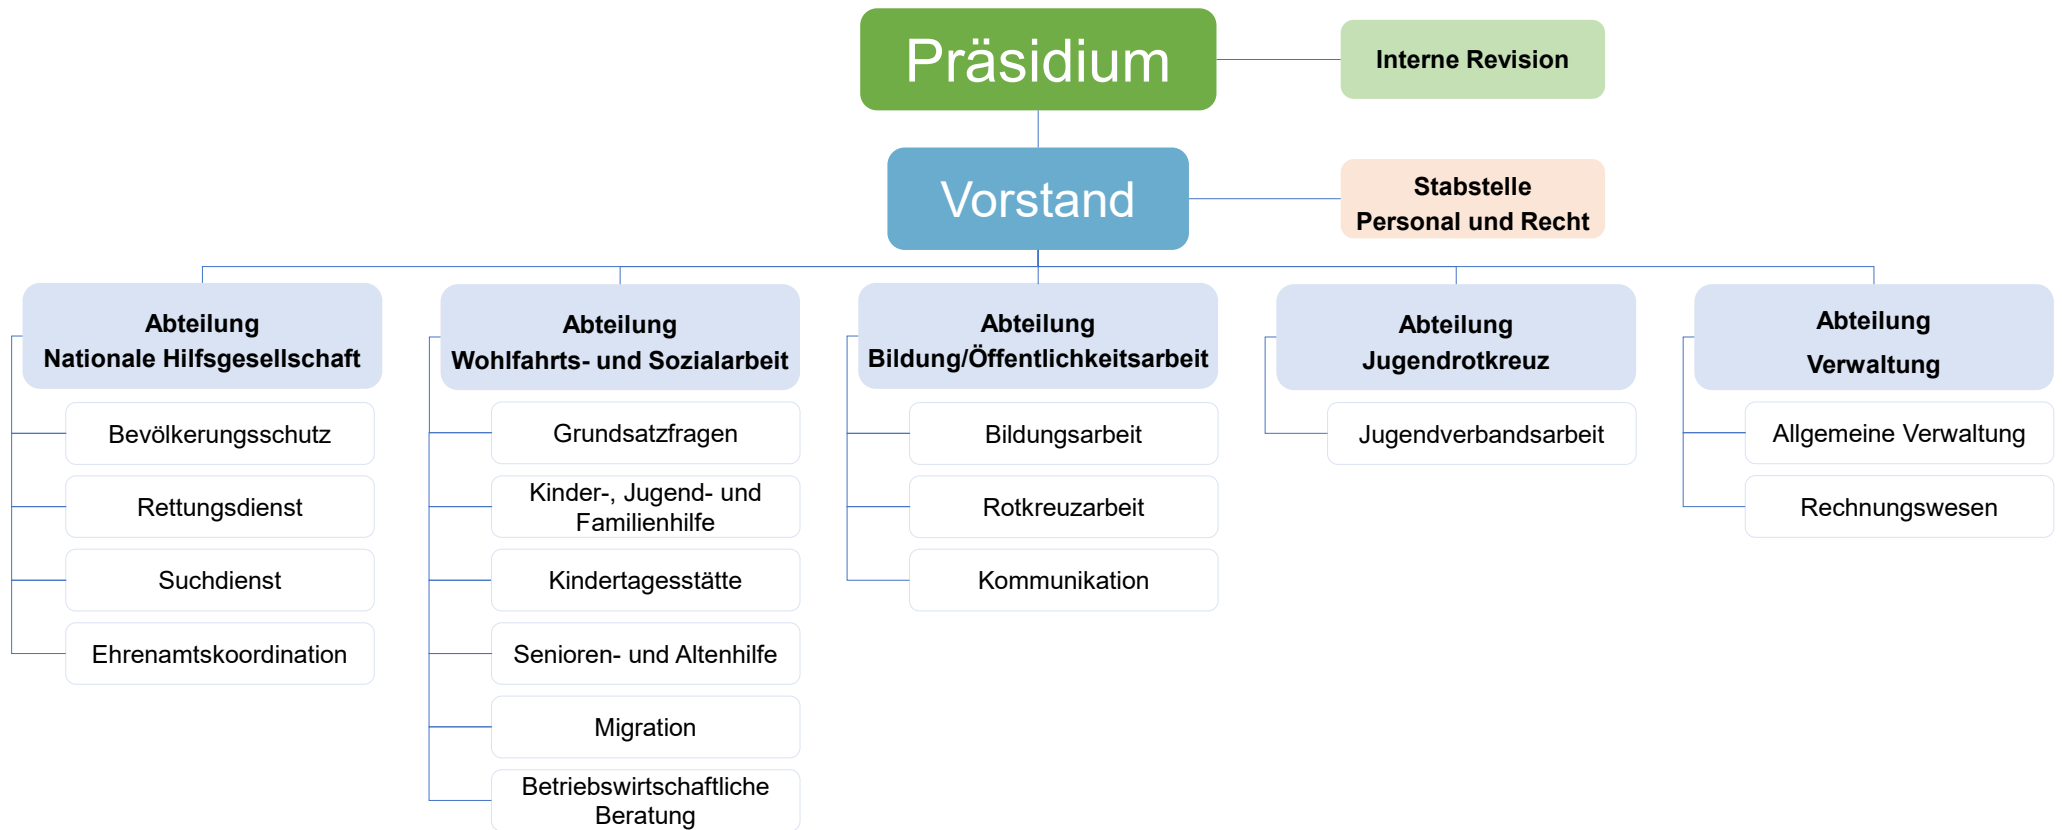 Präsidium
Interne Revision
Vorstand
Stabstelle
Personal und Recht
Abteilung
Nationale Hilfsgesellschaft
Bevölkerungsschutz
Rettungsdienst
Suchdienst
Ehrenamtskoordination
Abteilung
Wohlfahrts- und Sozialarbeit
Grundsatzfragen
Kinder-, Jugend- und
Familienhilfe
Kindertagesstätte
Senioren- und Altenhilfe
Migration
Betriebswirtschaftliche
Beratung
Abteilung
Bildung/Öffentlichkeitsarbeit
Bildungsarbeit
Rotkreuzarbeit
Kommunikation
Abteilung
Jugendrotkreuz
Jugendverbandsarbeit
Abteilung
Verwaltung
Allgemeine Verwaltung
Rechnungswesen